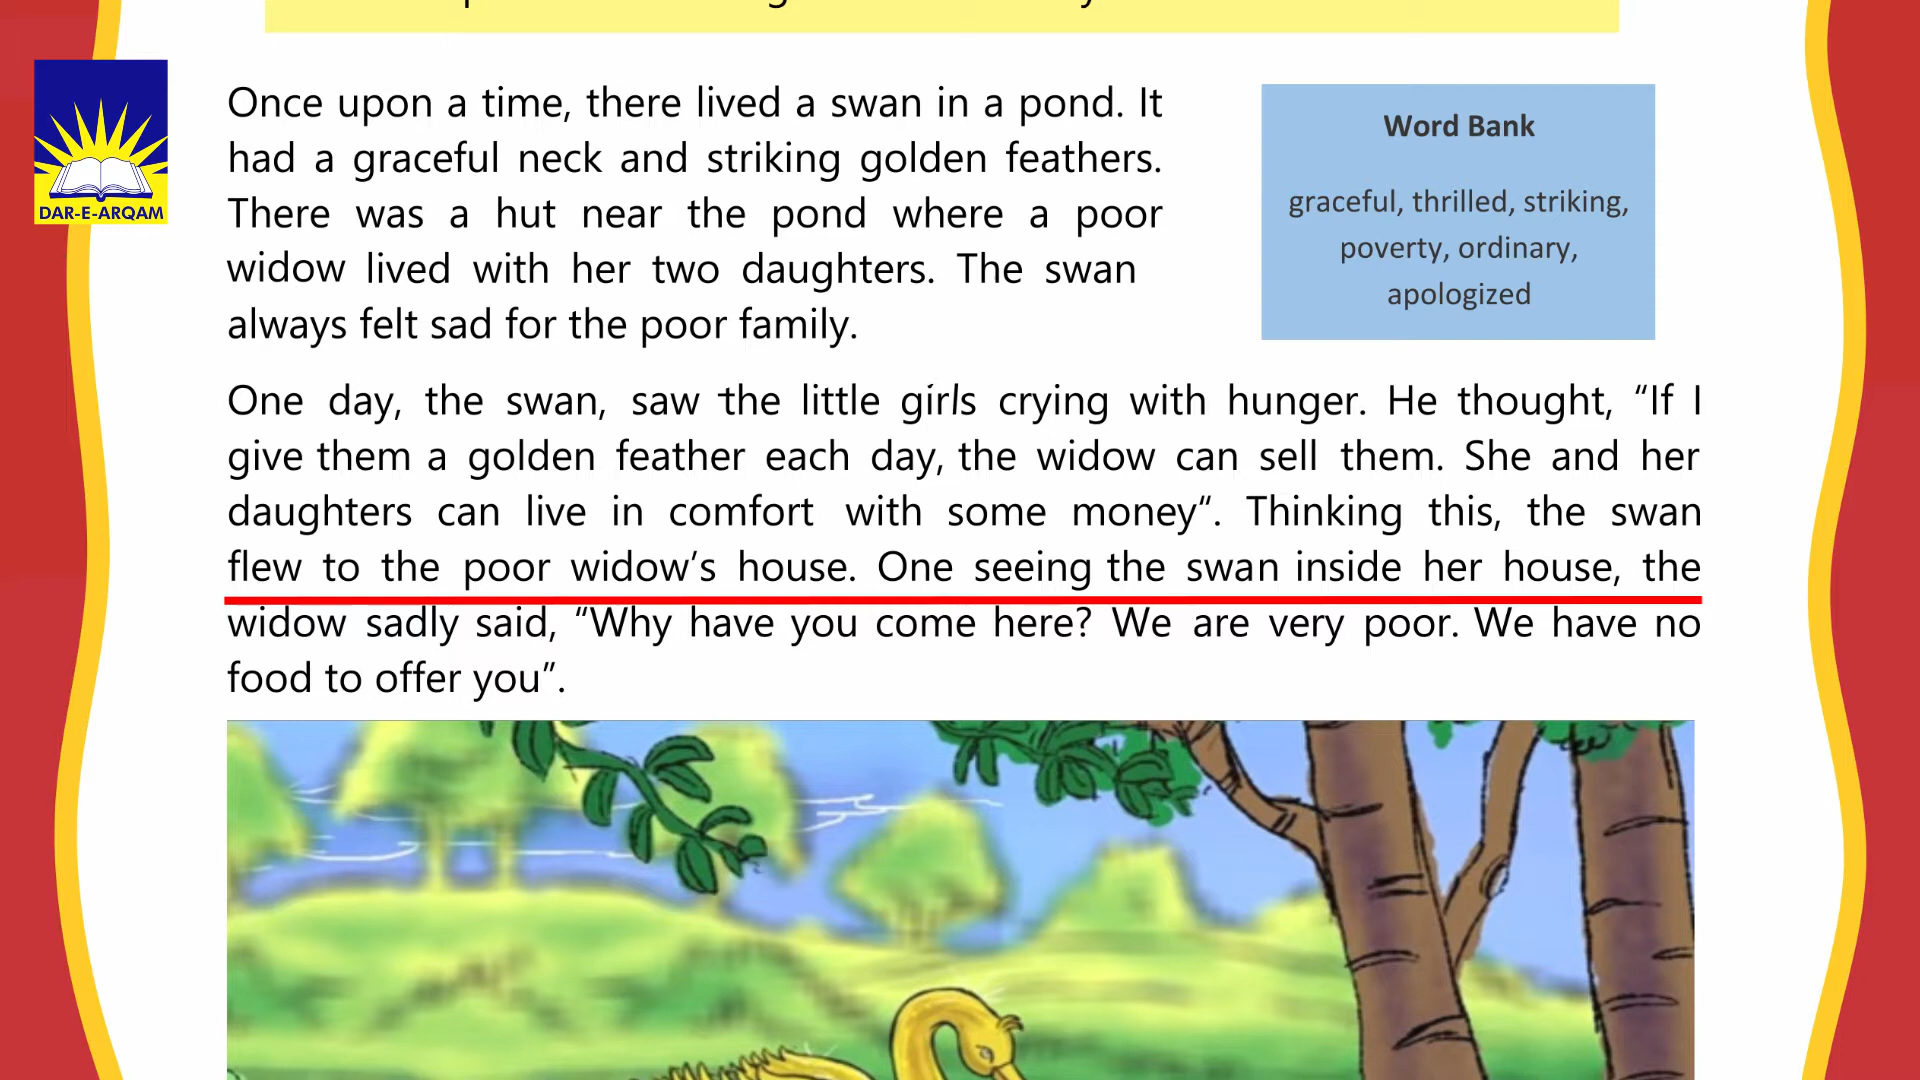 DAR-E-ARQAM
Once upon a time, there lived a swan in a pond. It
had a graceful neck and striking golden feathers.
There was a hut near the pond where a poor
widow lived with her two daughters. The swan
always felt sad for the poor family.
Word Bank
graceful, thrilled, striking,
poverty, ordinary,
apologized
One day, the swan, saw the little girls crying with hunger. He thought, “If I
give them a golden feather each day, the widow can sell them. She and her
daughters can live in comfort with some money“. Thinking this, the swan
flew to the poor widow’s house. One seeing the swan inside her house, the
widow sadly said, “Why have you come here? We are very poor. We have no
food to offer you”.